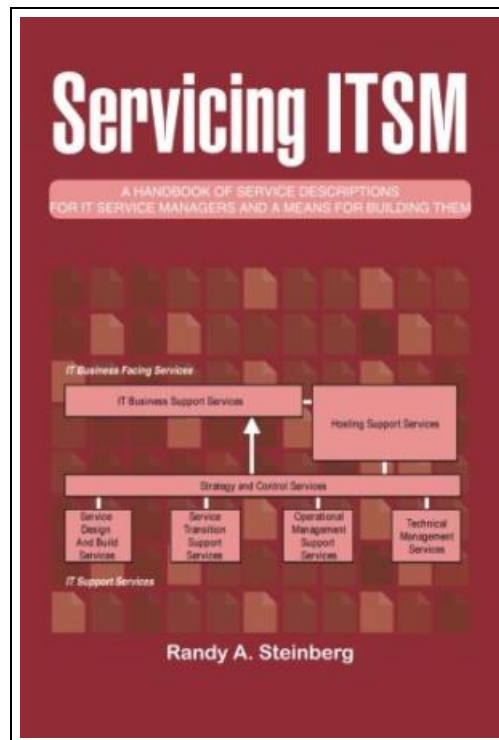 Servicing ITSM
A HANDBOOK OF SERVICE DESCRIPTIONS
FOR IT SERVICE MANAGERS AND A MEANS FOR BUILDING THEM
IT Business Facing Services
IT Business Support Services
Hosting Support Services
Strategy and Control Services
Service
Design
And Build
Services
Service
Transition
Support
Services
Operational
Management
Support
Services
Technical
Management
Services
IT Support Services
Randy A. Steinberg